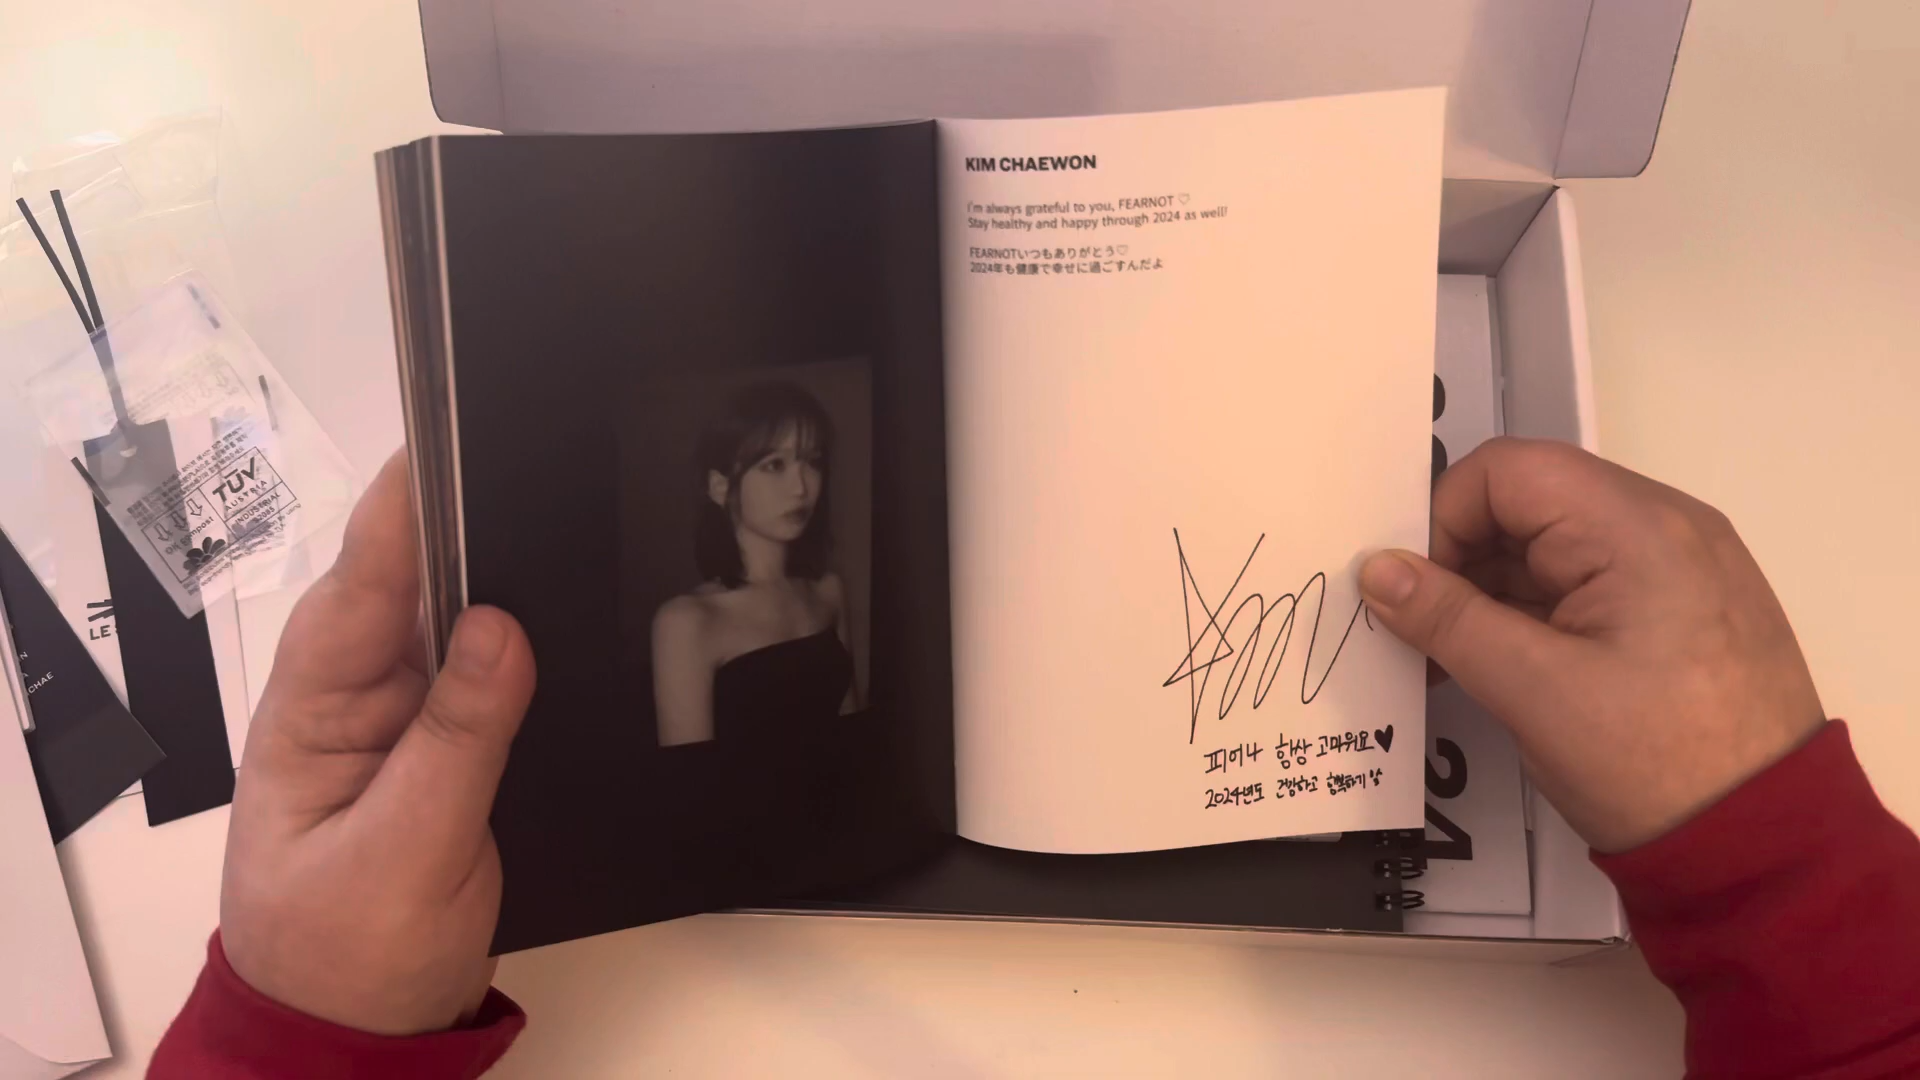 KIM CHAEWON
I'm always grateful to you, FEARNOT ♡
Stay healthy and happy through 2024 as well!
FEARNOTいつもありがとう♡
2024年も健康で幸せに過ごすんだよ
피어나 항상 고마워요♥
2024년도 건강하고 행복하기
TÜV
AUSTRIA
OK compost
INDUSTRIAL
LE
CHAE
24